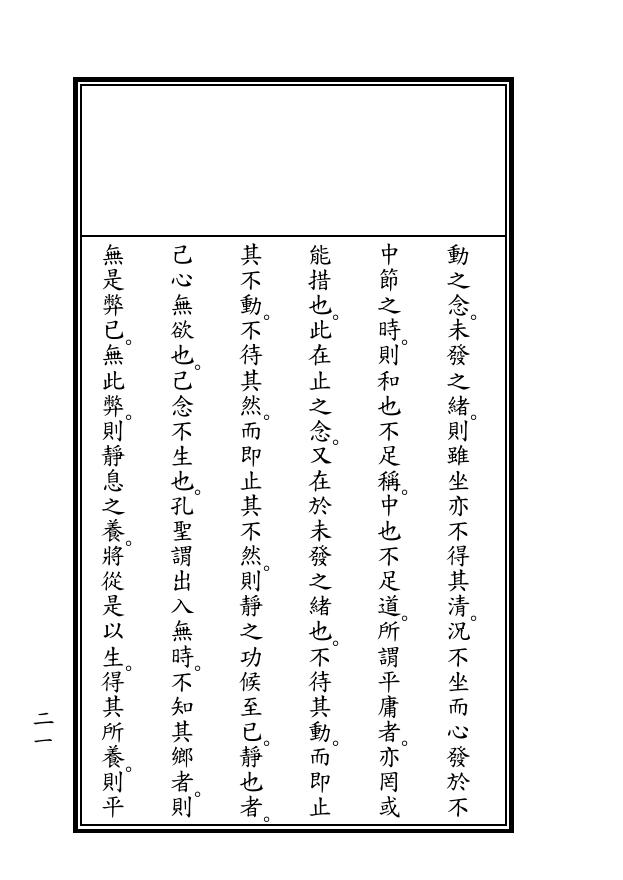 動之念。未發之緒。則雖坐亦不得其清。況不坐而心發於不
中節之時。則和也不足稱。中也不足道。所謂平庸者。亦罔或
能措也。此在止之念。又在於未發之緒也。不待其動。而即止
其不動。不待其然。而即止其不然。則靜之功候至已。靜也者。
己心無欲也。己念不生也。孔聖謂出入無時。不知其鄉者。則
無是弊已。無此弊。則靜息之養。將從是以生。得其所養。則平
二一